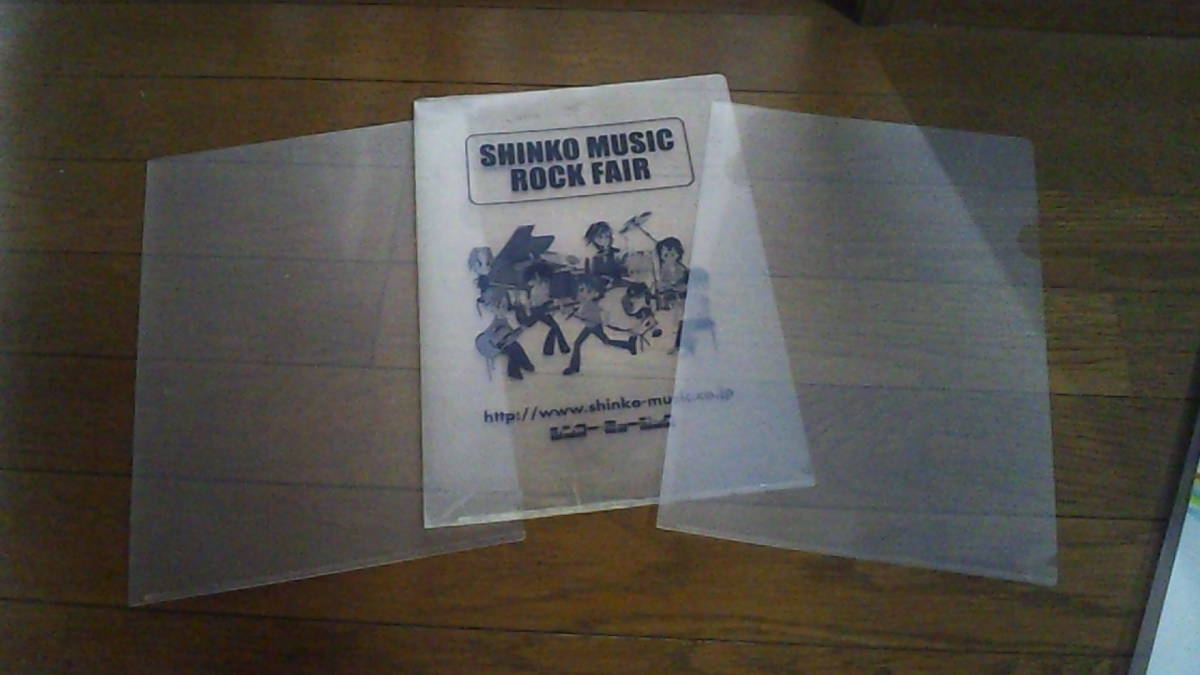 SHINKO MUSIC
ROCK FAIR
http://www.shinko-music.co.jp